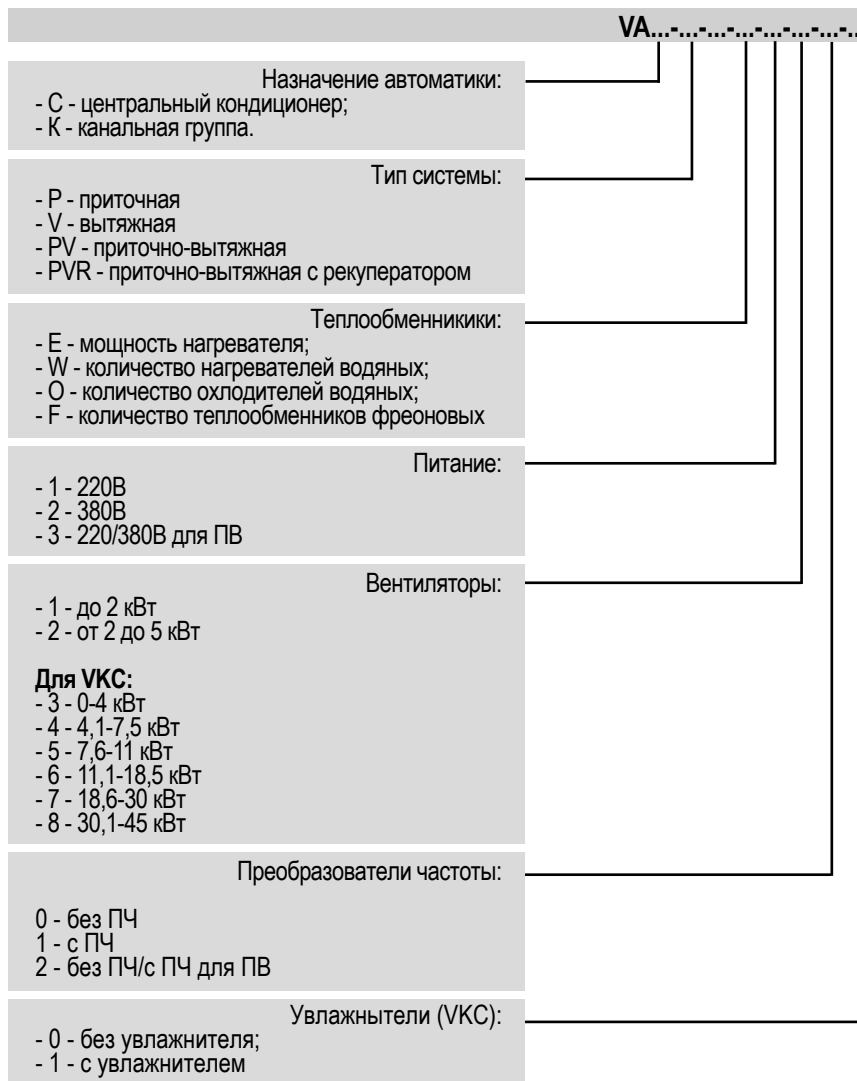 VA...-...-...-...-...-...-...-..
Назначение автоматики:
- C - центральный кондиционер;
- К - канальная группа.
Тип системы:
- P - приточная
- V - вытяжная
- PV - приточно-вытяжная
- PVR - приточно-вытяжная с рекуператором
Теплообменникики:
- E - мощность нагревателя;
- W - количество нагревателей водяных;
- O - количество охлодителей водяных;
- F - количество теплообменников фреоновых
Питание:
- 1 - 220В
- 2 - 380В
- 3 - 220/380В для ПВ
Вентиляторы:
- 1 - до 2 кВт
- 2 - от 2 до 5 кВт
Для VKC:
- 3 - 0-4 кВт
- 4 - 4,1-7,5 кВт
- 5 - 7,6-11 кВт
- 6 - 11,1-18,5 кВт
- 7 - 18,6-30 кВт
- 8 - 30,1-45 кВт
Преобразователи частоты:
0 - без ПЧ
1 - с ПЧ
2 - без ПЧ/с ПЧ для ПВ
Увлажнытели (VKC):
- 0 - без увлажнителя;
- 1 - с увлажнителем